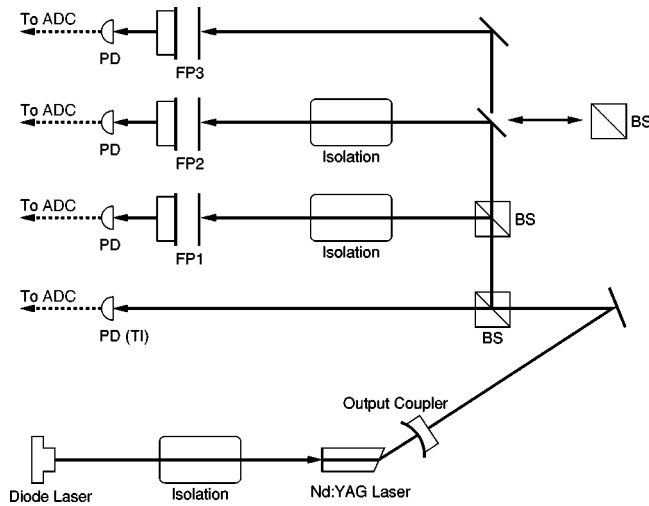 To ADC
PD
FP3
To ADC
PD
FP2
Isolation
BS
To ADC
PD
FP1
Isolation
BS
To ADC
PD (TI)
BS
Output Coupler
Diode Laser
Isolation
Nd:YAG Laser